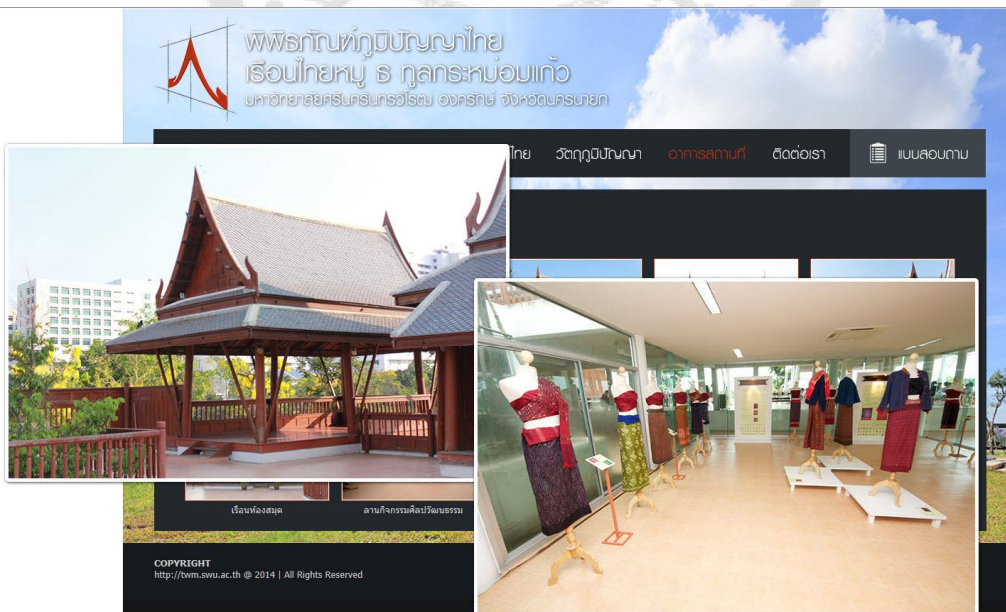 พิพิธภัณฑ์ภูมิปัญญาไทย
เรือนไทยหมู่ ๘ ทูลกระหม่อมแก้ว
มหาวิทยาลัยศรีนครินทรวิโรฒ องครักษ์ จังหวัดนครนายก
ไทย วัตถุภูมิปัญญา อาคารสถานที่ ติดต่อเรา แบบสอบถาม
เรือนห้องสมุด ลานกิจกรรมศิลปวัฒนธรรม
COPYRIGHT
http://twm.swu.ac.th @ 2014 | All Rights Reserved